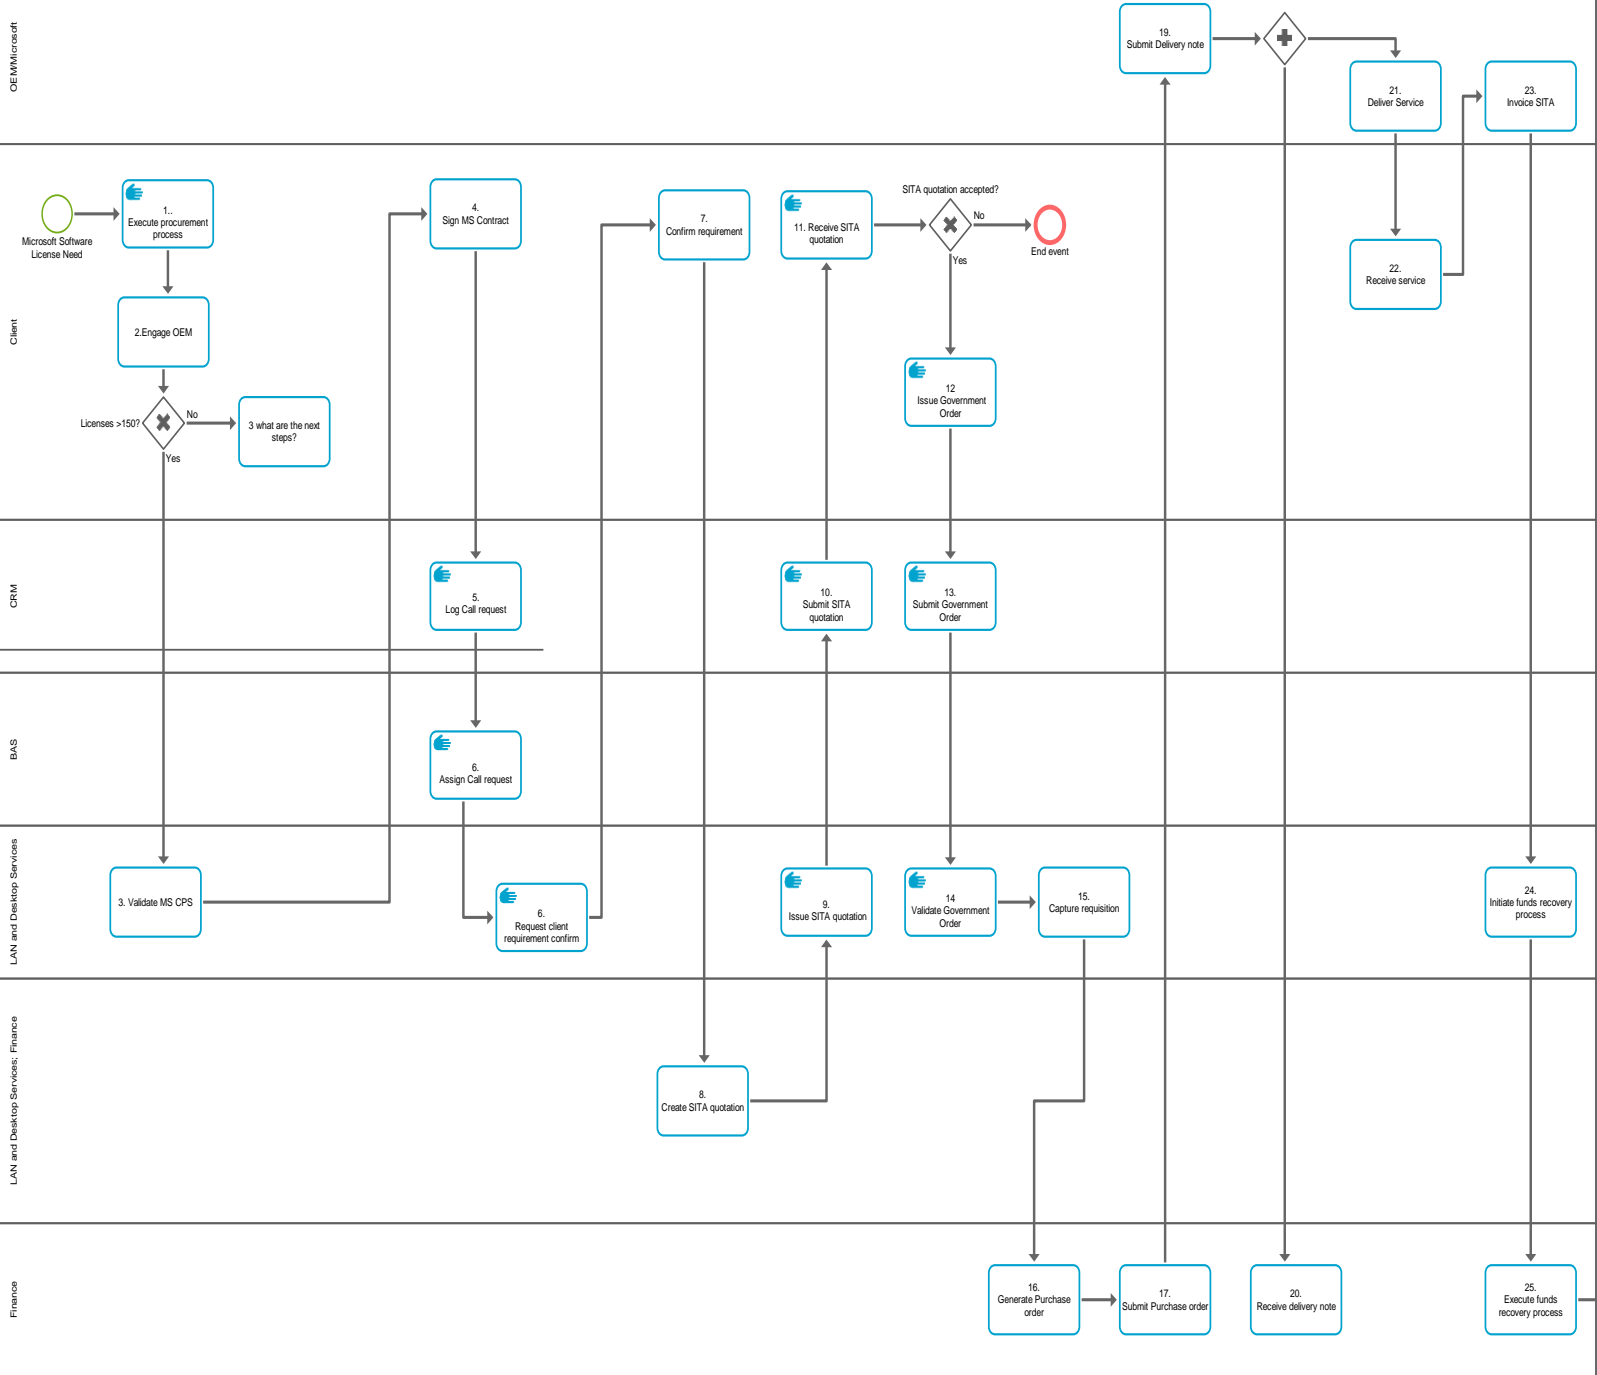 OEM/Microsoft
19.
Submit Delivery note
21.
Deliver Service
23.
Invoice SITA
Client
Microsoft Software
License Need
1..
Execute procurement
process
2.Engage OEM
Licenses >150?
No
Yes
3 what are the next
steps?
4.
Sign MS Contract
7.
Confirm requirement
11. Receive SITA
quotation
SITA quotation accepted?
No
Yes
End event
12
Issue Government
Order
22.
Receive service
CRM
5.
Log Call request
10.
Submit SITA
quotation
13.
Submit Government
Order
BAS
6.
Assign Call request
LAN and Desktop Services
3. Validate MS CPS
6.
Request client
requirement confirm
9.
Issue SITA quotation
14
Validate Government
Order
15.
Capture requisition
24.
Initiate funds recovery
process
LAN and Desktop Services; Finance
8.
Create SITA quotation
Finance
16.
Generate Purchase
order
17.
Submit Purchase order
20.
Receive delivery note
25.
Execute funds
recovery process